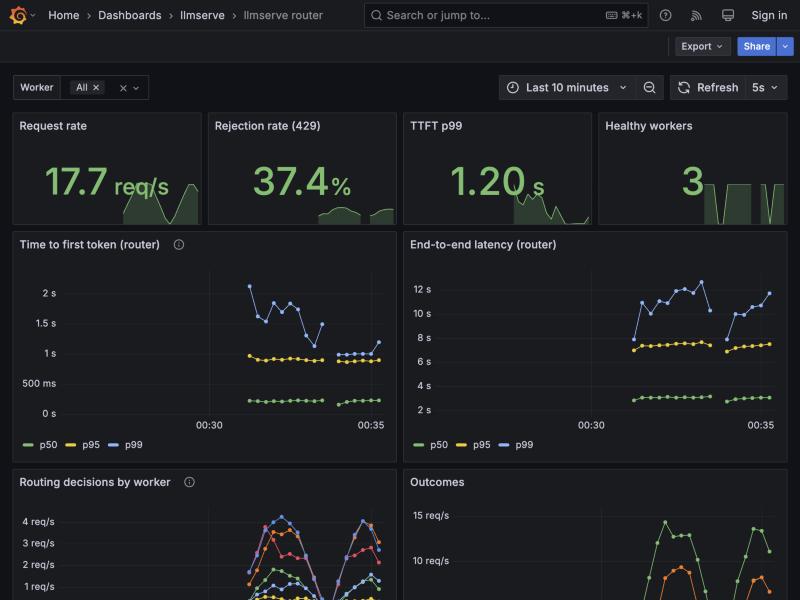 Home > Dashboards > llmserve > llmserve router
Search or jump to... ⌘+k
Sign in
Export
Share
Worker All × ×
Last 10 minutes
Refresh 5s
Request rate
17.7 req/s
Rejection rate (429)
37.4%
TTFT p99
1.20 s
Healthy workers
3
Time to first token (router)
2 s
1.5 s
1 s
500 ms
0 s
00:30 00:35
p50 p95 p99
End-to-end latency (router)
12 s
10 s
8 s
6 s
4 s
2 s
00:30 00:35
p50 p95 p99
Routing decisions by worker
4 req/s
3 req/s
2 req/s
1 req/s
Outcomes
15 req/s
10 req/s